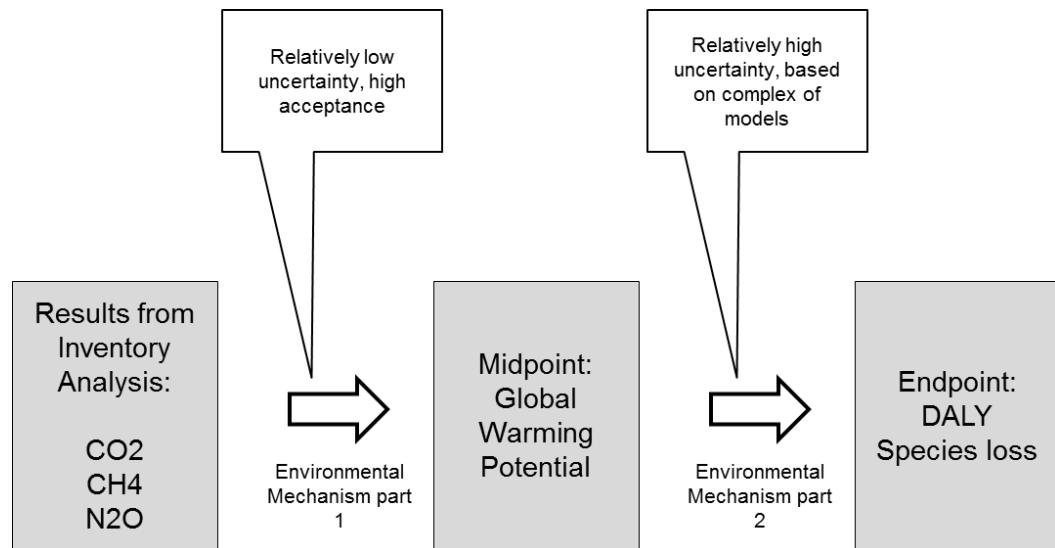 Relatively low
uncertainty, high
acceptance
Relatively high
uncertainty, based
on complex of
models
Results from
Inventory
Analysis:
CO2
CH4
N2O
Environmental
Mechanism part
1
Midpoint:
Global
Warming
Potential
Environmental
Mechanism part
2
Endpoint:
DALY
Species loss